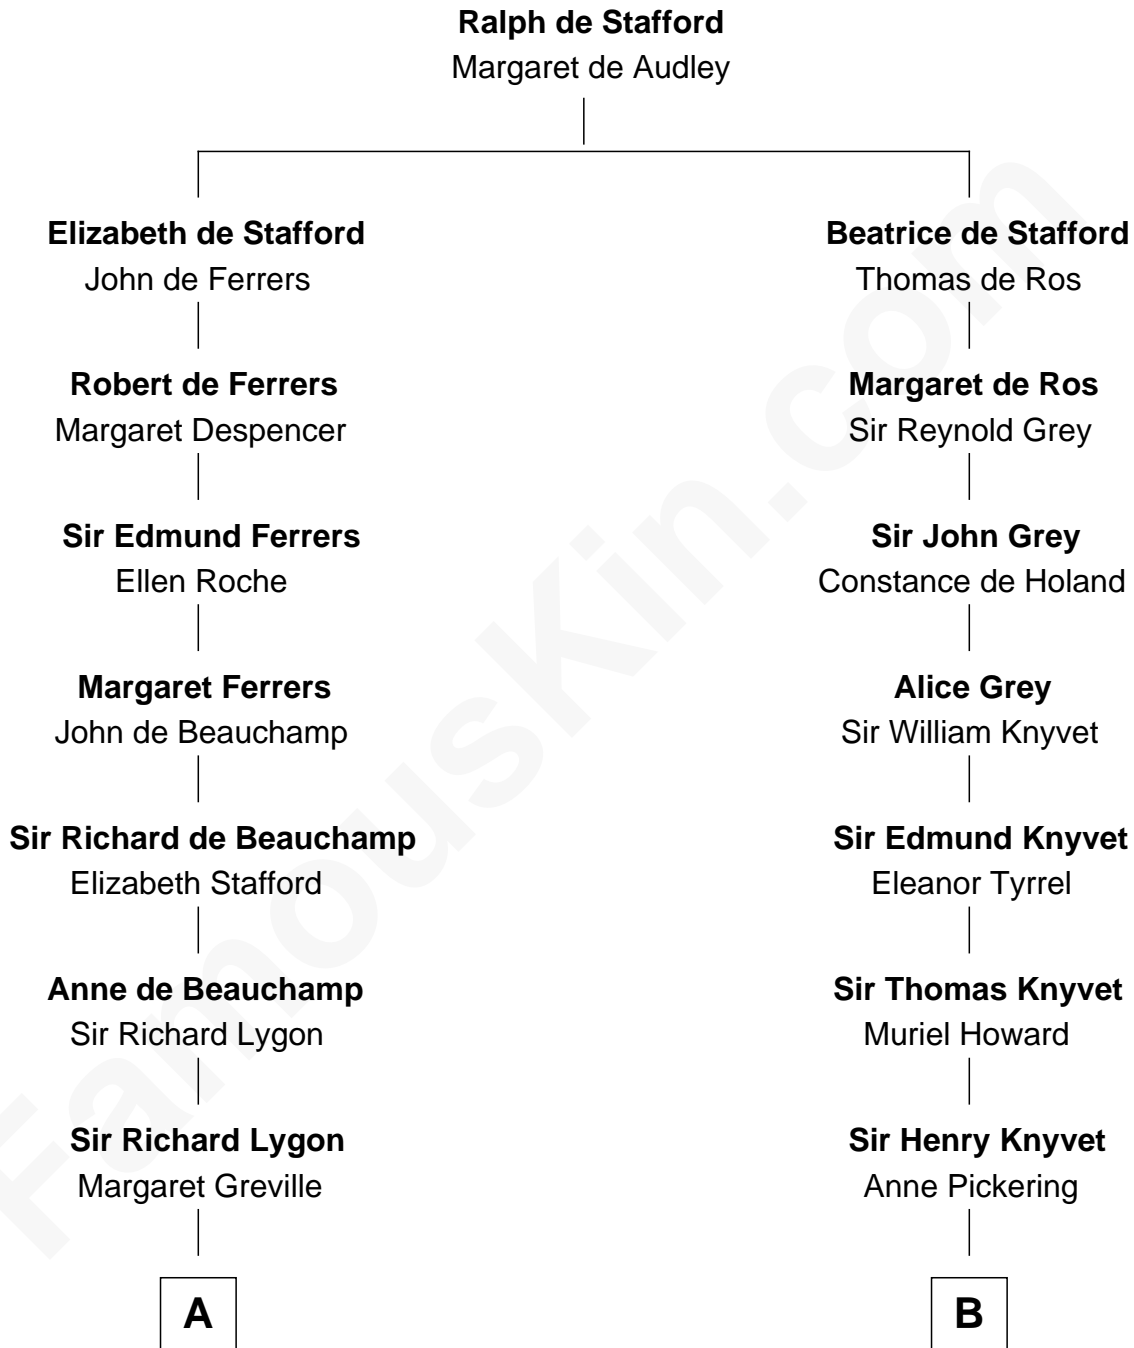 Ralph de Stafford
Margaret de Audley
Elizabeth de Stafford
John de Ferrers
Robert de Ferrers
Margaret Despencer
Sir Edmund Ferrers
Ellen Roche
Margaret Ferrers
John de Beauchamp
Sir Richard de Beauchamp
Elizabeth Stafford
Anne de Beauchamp
Sir Richard Lygon
Sir Richard Lygon
Margaret Greville
A
Beatrice de Stafford
Thomas de Ros
Margaret de Ros
Sir Reynold Grey
Sir John Grey
Constance de Holand
Alice Grey
Sir William Knyvet
Sir Edmund Knyvet
Eleanor Tyrrel
Sir Thomas Knyvet
Muriel Howard
Sir Henry Knyvet
Anne Pickering
B
FamousKin.com